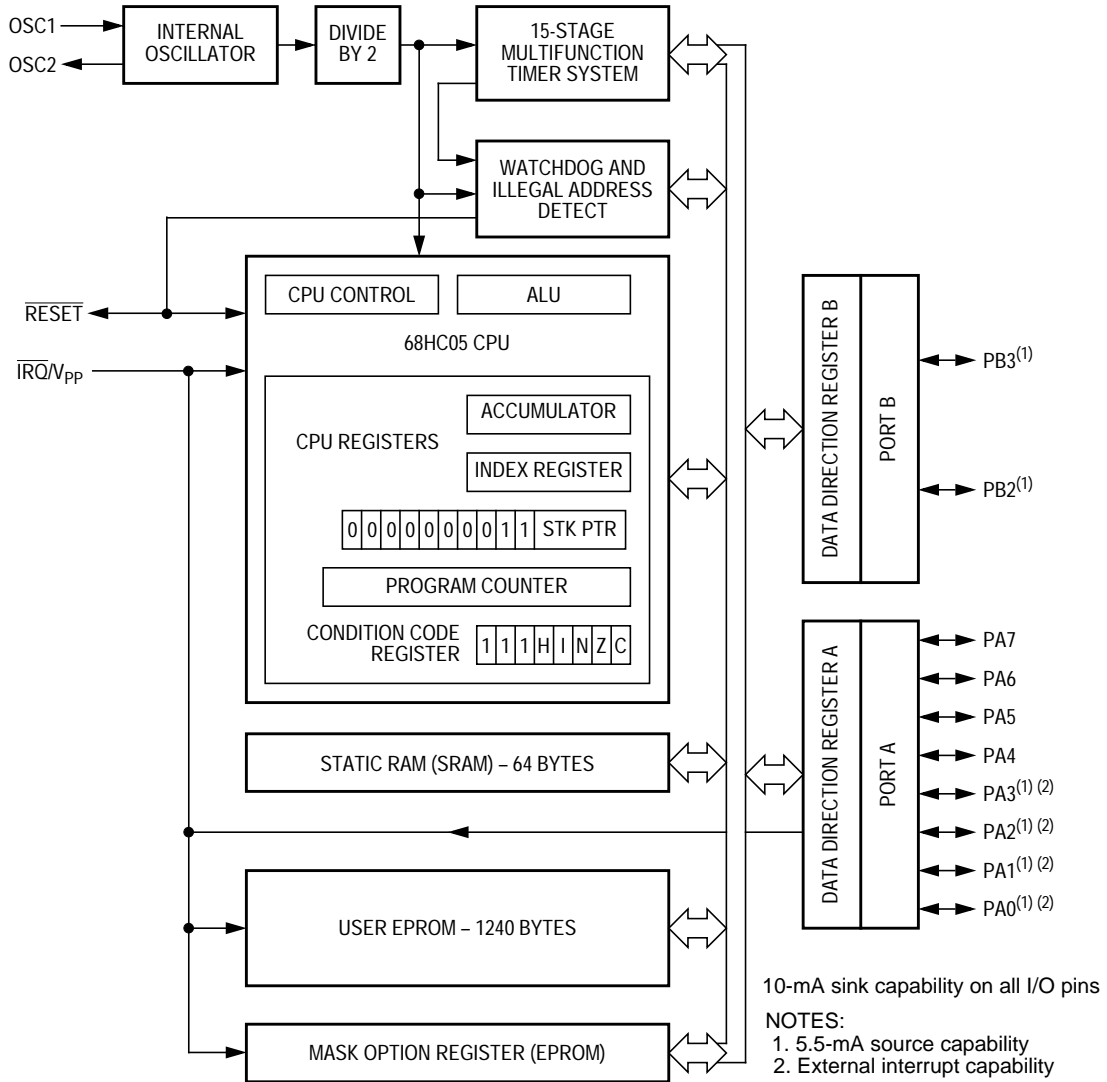 OSC1
OSC2
INTERNAL
OSCILLATOR
DIVIDE
BY 2
15-STAGE
MULTIFUNCTION
TIMER SYSTEM
WATCHDOG AND
ILLEGAL ADDRESS
DETECT
RESET
IRQ/VPP
CPU CONTROL
ALU
68HC05 CPU
CPU REGISTERS
ACCUMULATOR
INDEX REGISTER
0 0 0 0 0 0 0 0 1 1 STK PTR
PROGRAM COUNTER
CONDITION CODE
REGISTER
1 1 1 H I N Z C
STATIC RAM (SRAM) – 64 BYTES
USER EPROM – 1240 BYTES
MASK OPTION REGISTER (EPROM)
DATA DIRECTION REGISTER B
PORT B
PB3(1)
PB2(1)
DATA DIRECTION REGISTER A
PORT A
PA7
PA6
PA5
PA4
PA3(1) (2)
PA2(1) (2)
PA1(1) (2)
PA0(1) (2)
10-mA sink capability on all I/O pins
NOTES:
1. 5.5-mA source capability
2. External interrupt capability